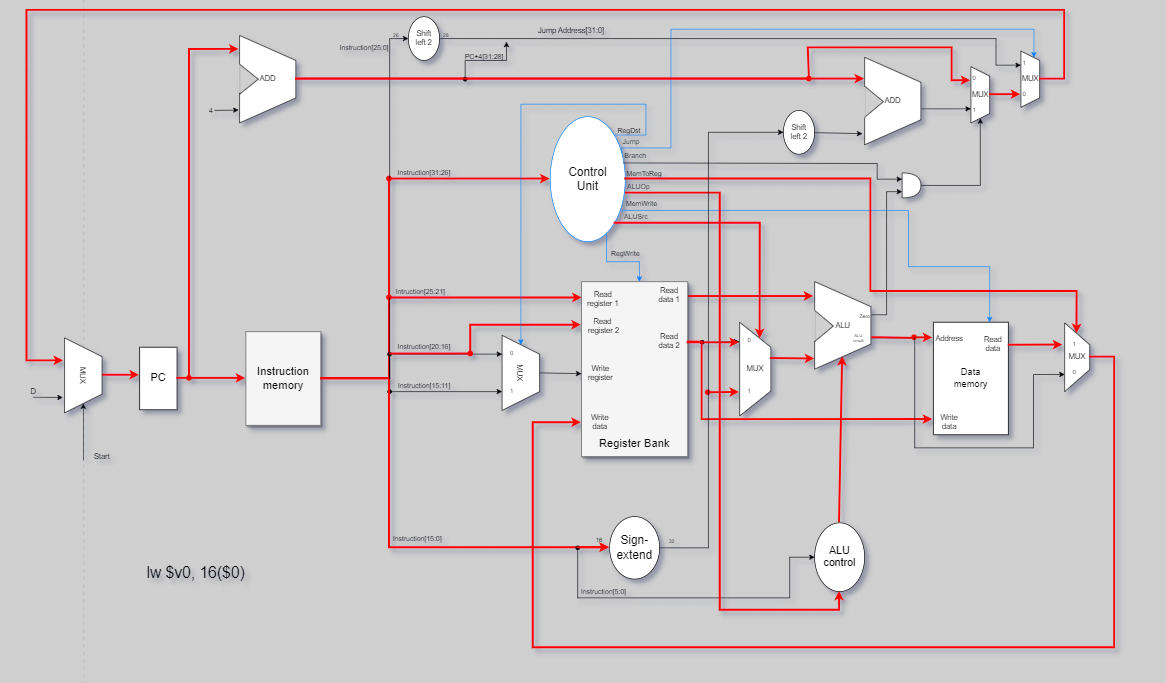 Shift
left 2
26
28
Jump Address[31:0]
Instruction[25:0]
PC+4[31:28]
ADD
4
1
MUX
0
0
MUX
1
ADD
Shift
left 2
RegDst
Jump
Branch
MemToReg
ALUOp
MemWrite
ALUSrc
RegWrite
Control
Unit
Instruction[31:26]
Intruction[25:21]
Instruction[20:16]
Instruction[15;11]
Read
register 1
Read
data 1
Read
register 2
Read
data 2
Write
register
Write
data
Register Bank
0
MUX
1
0
MUX
1
ALU
Zero
ALU
result
Address
Read
data
Data
memory
Write
data
1
MUX
0
MUX
D
Start
PC
Instruction
memory
Instruction[15:0]
16
Sign-
extend
32
Instruction[5:0]
ALU
control
lw $v0, 16($0)